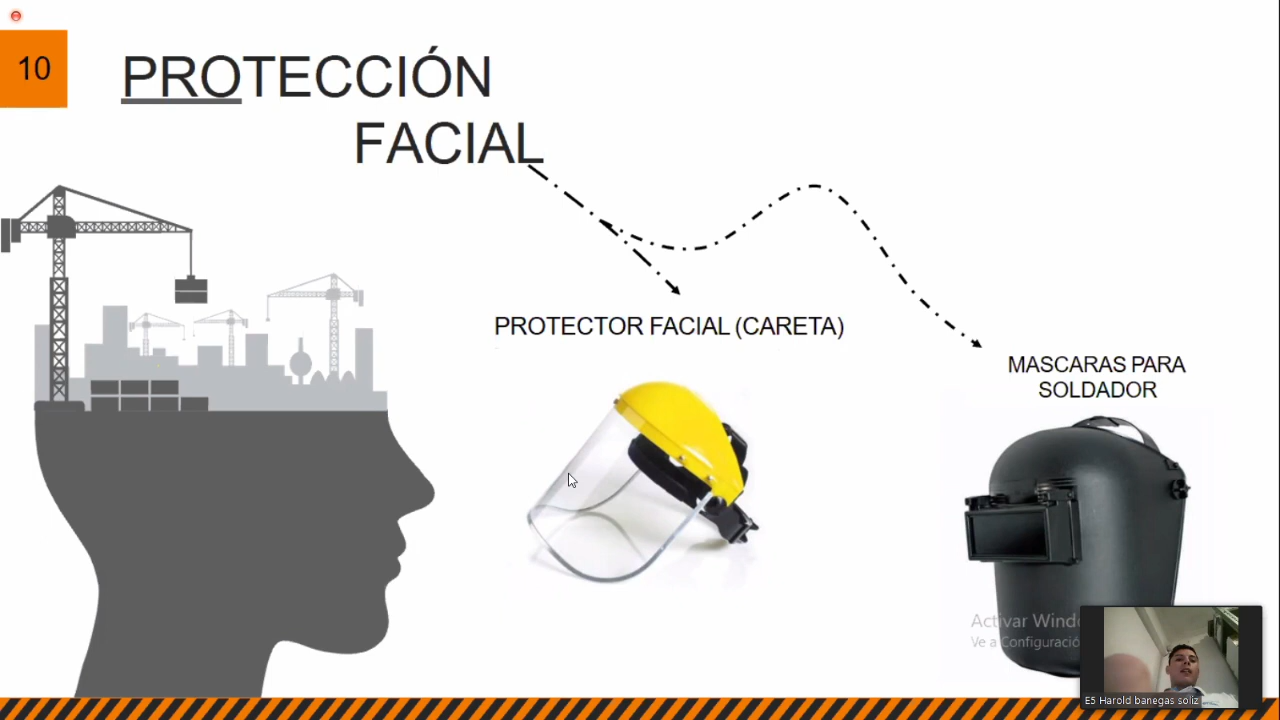 10
PROTECCIÓN
FACIAL
PROTECTOR FACIAL (CARETA)
MASCARAS PARA
SOLDADOR
Activar Wind
Ve a Configuració
E5 Harold banegas soliz